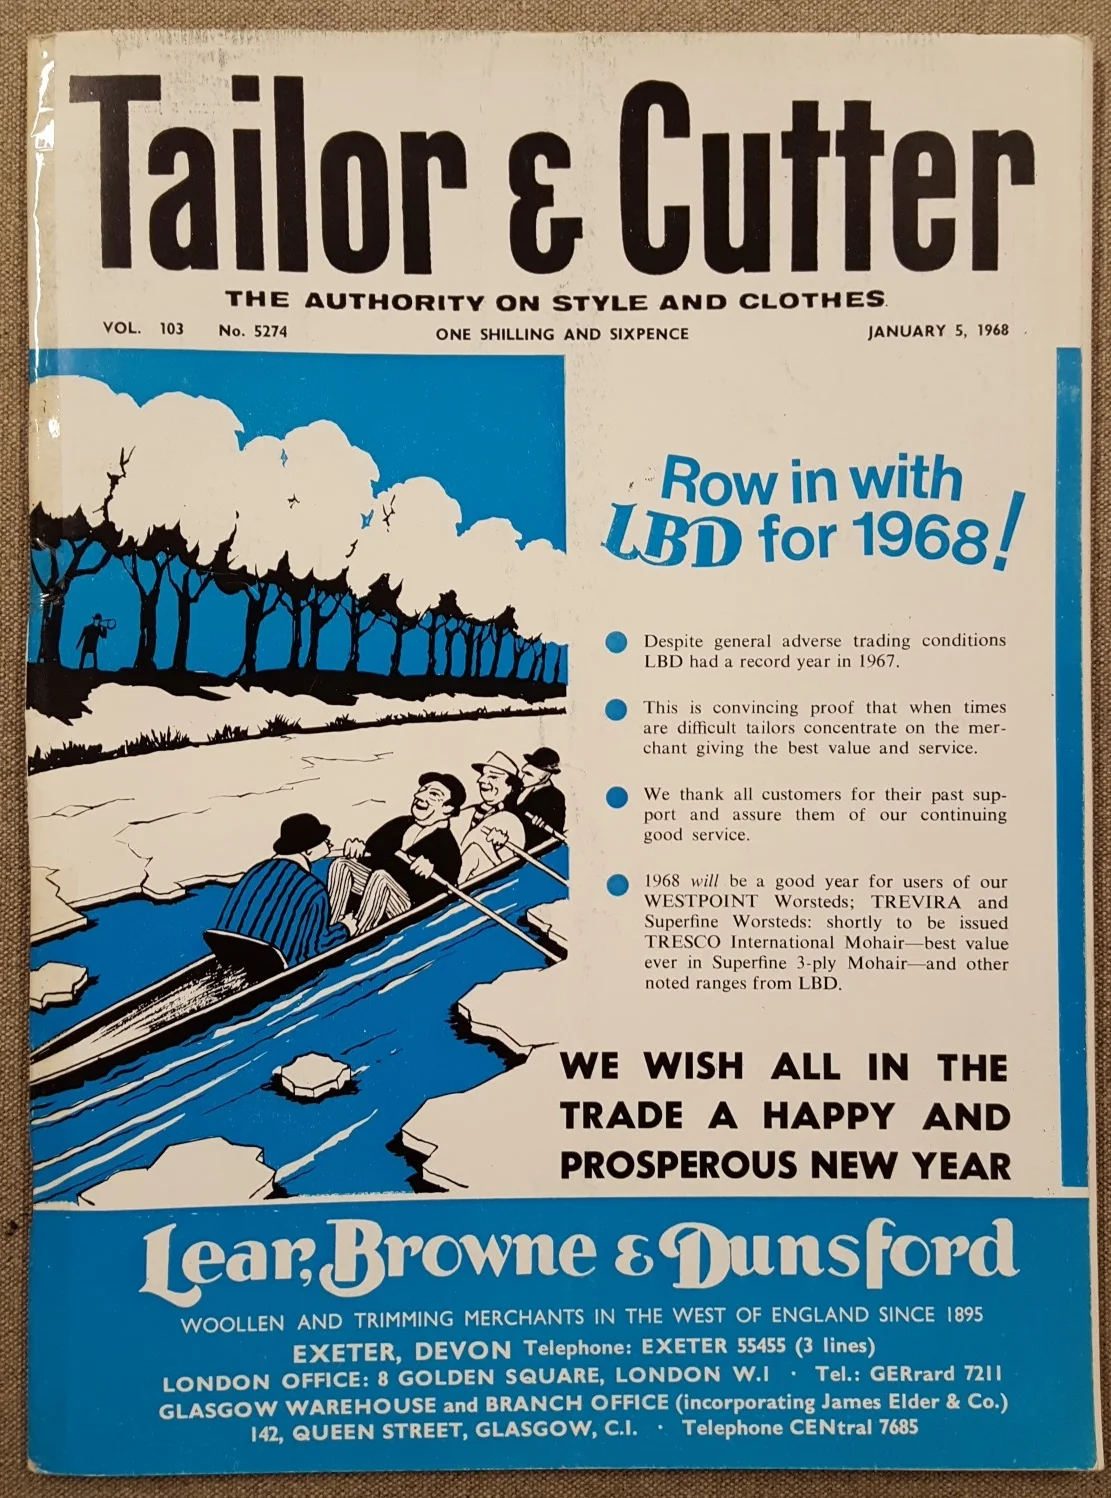 Tailor & Cutter
THE AUTHORITY ON STYLE AND CLOTHES
VOL. 103 No. 5274 ONE SHILLING AND SIXPENCE JANUARY 5, 1968
Row in with
LBD for 1968!
Despite general adverse trading conditions
LBD had a record year in 1967.
This is convincing proof that when times
are difficult tailors concentrate on the mer-
chant giving the best value and service.
We thank all customers for their past sup-
port and assure them of our continuing
good service.
1968 will be a good year for users of our
WESTPOINT Worsteds; TREVIRA and
Superfine Worsteds: shortly to be issued
TRESCO International Mohair—best value
ever in Superfine 3-ply Mohair—and other
noted ranges from LBD.
WE WISH ALL IN THE
TRADE A HAPPY AND
PROSPEROUS NEW YEAR
Lear, Browne & Dunsford
WOOLLEN AND TRIMMING MERCHANTS IN THE WEST OF ENGLAND SINCE 1895
EXETER, DEVON Telephone: EXETER 55455 (3 lines)
LONDON OFFICE: 8 GOLDEN SQUARE, LONDON W.1 · Tel.: GERrard 7211
GLASGOW WAREHOUSE and BRANCH OFFICE (incorporating James Elder & Co.)
142, QUEEN STREET, GLASGOW, C.1. · Telephone CENtral 7685